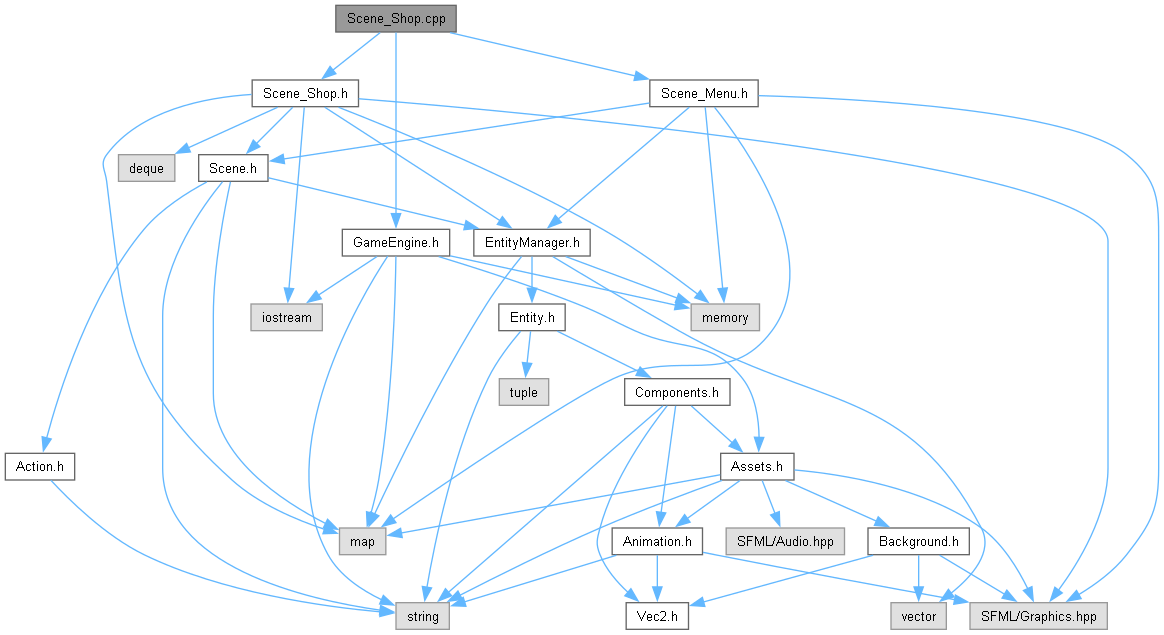 Scene_Shop.cpp
Scene_Shop.h
Scene_Menu.h
deque
Scene.h
GameEngine.h
EntityManager.h
iostream
Entity.h
memory
tuple
Components.h
Action.h
Assets.h
map
Animation.h
SFML/Audio.hpp
Background.h
string
Vec2.h
vector
SFML/Graphics.hpp